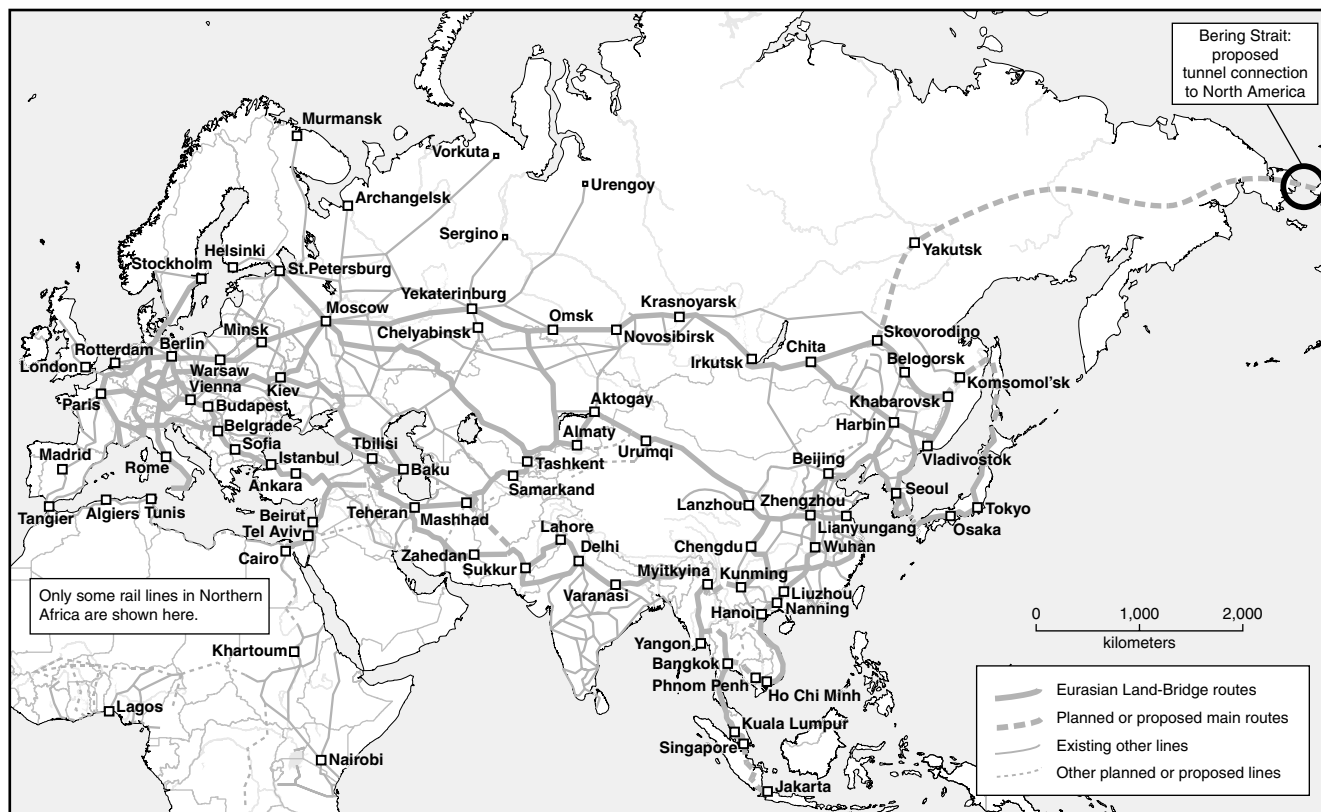 Bering Strait:
proposed
tunnel connection
to North America
Murmansk
Vorkuta
Urengoy
Archangelsk
Sergino
Yakutsk
Helsinki
Stockholm
St.Petersburg
Yekaterinburg
Krasnoyarsk
Moscow
Omsk
Skovorodino
Minsk
Chelyabinsk
Novosibirsk
Chita
Berlin
Rotterdam
Irkutsk
Belogorsk
London
Warsaw
Komsomol'sk
Vienna
Kiev
Aktogay
Khabarovsk
Paris
Budapest
Harbin
Belgrade
Almaty
Tbilisi
Sofia
Urumqi
Vladivostok
Madrid
Istanbul
Beijing
Rome
Baku
Tashkent
Ankara
Samarkand
Seoul
Lanzhou
Zhengzhou
Tangier
Algiers
Tunis
Beirut
Teheran
Mashhad
Tokyo
Lianyungang
Osaka
Tel Aviv
Lahore
Wuhan
Cairo
Zahedan
Delhi
Chengdu
Sukkur
Myitkyina
Kunming
Only some rail lines in Northern
Africa are shown here.
Varanasi
Liuzhou
Hanoi
Nanning
0
1,000
2,000
kilometers
Khartoum
Yangon
Bangkok
Phnom Penh
Ho Chi Minh
Eurasian Land-Bridge routes
Lagos
Planned or proposed main routes
Kuala Lumpur
Singapore
Existing other lines
Nairobi
Other planned or proposed lines
Jakarta